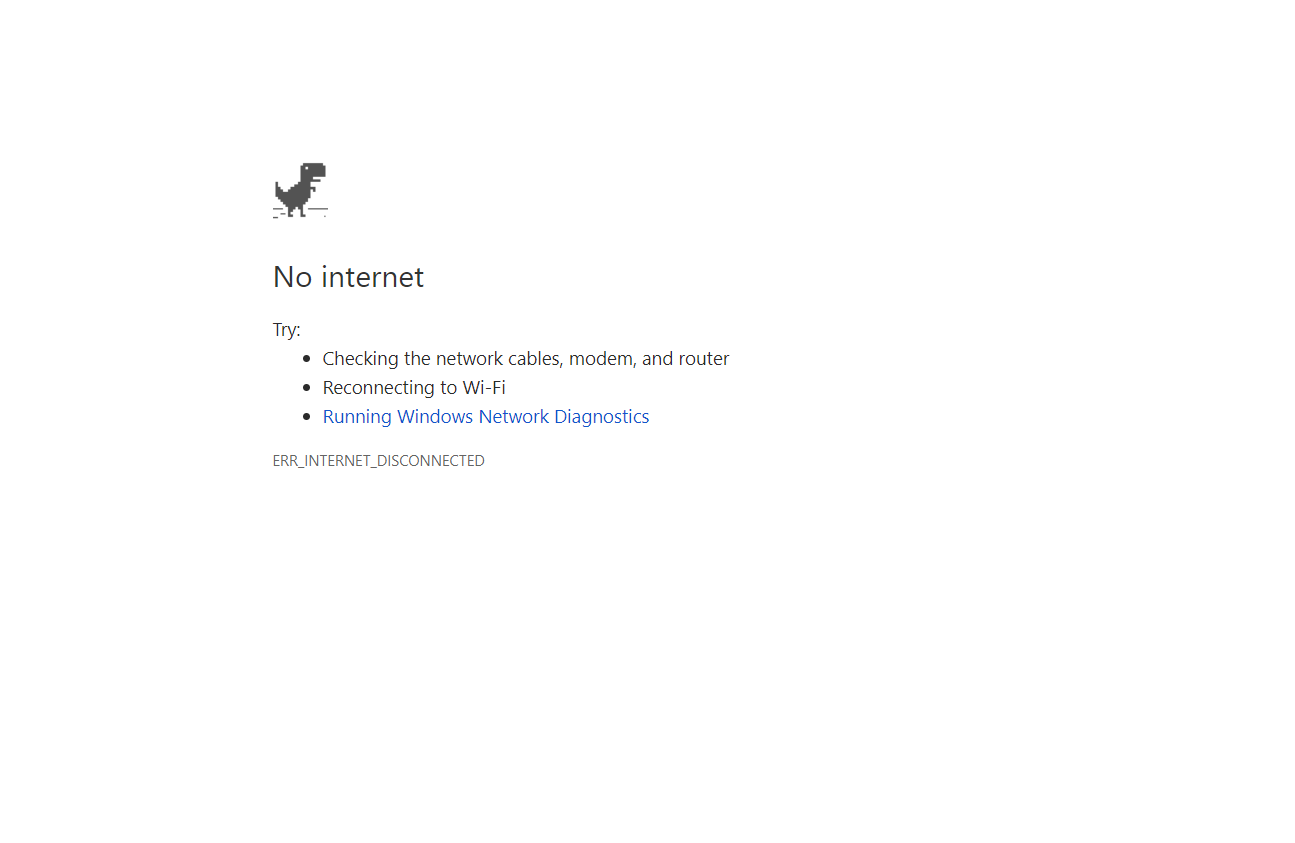 No internet
Try:
Checking the network cables, modem, and router
Reconnecting to Wi-Fi
Running Windows Network Diagnostics
ERR_INTERNET_DISCONNECTED